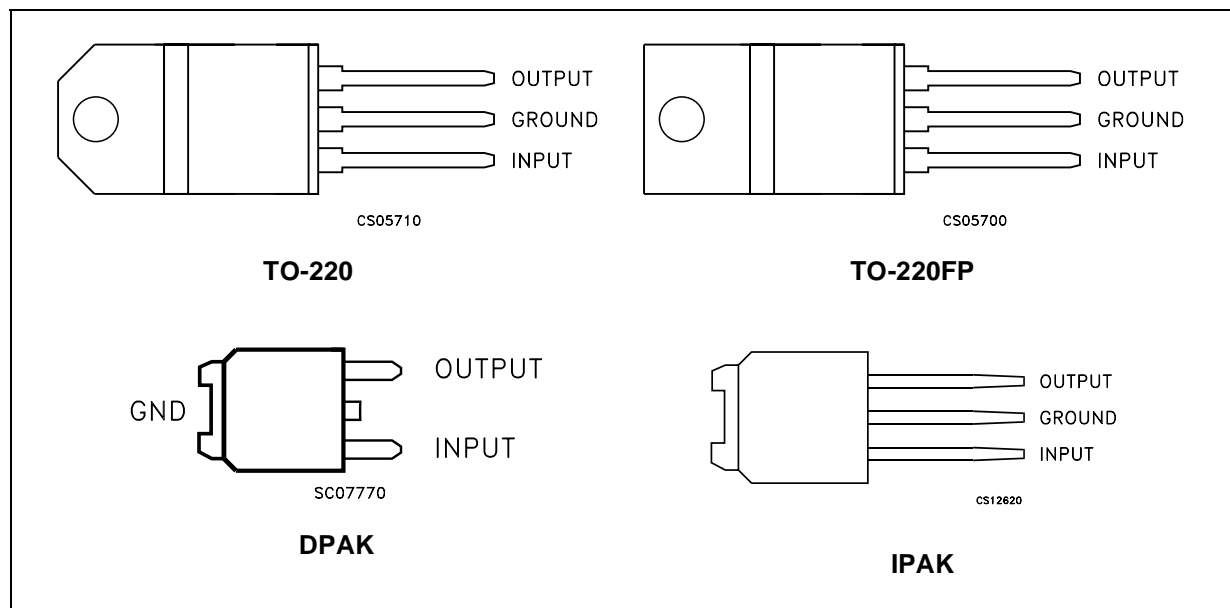 OUTPUT
GROUND
INPUT
CS05710
TO-220
OUTPUT
GROUND
INPUT
CS05700
TO-220FP
GND
OUTPUT
INPUT
SC07770
DPAK
OUTPUT
GROUND
INPUT
CS12620
IPAK